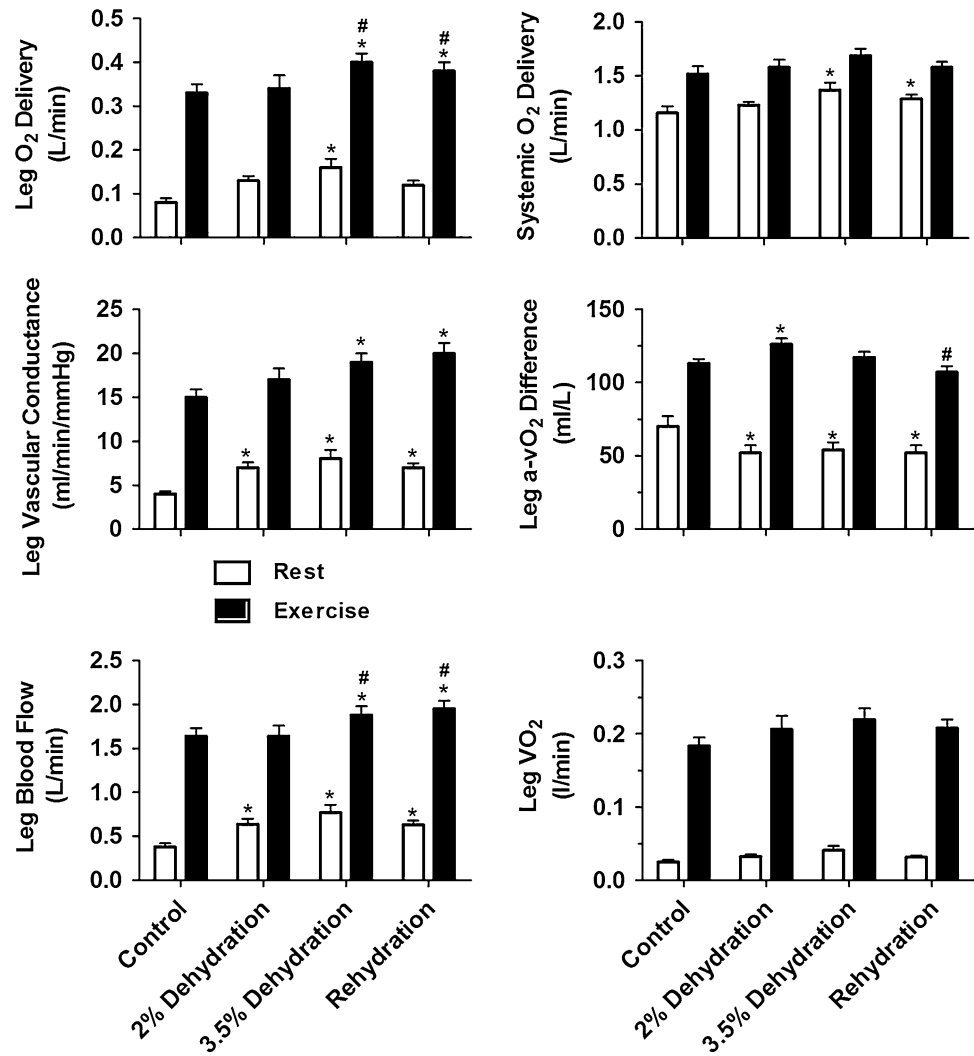 Leg O2 Delivery
(L/min)
0.5
0.4
0.3
0.2
0.1
0.0
*
# *
# *
Systemic O2 Delivery
(L/min)
2.0
1.5
1.0
0.5
0.0
*
*
Leg Vascular Conductance
(ml/min/mmHg)
25
20
15
10
5
0
*
*
*
*
*
Leg a-vO2 Difference
(ml/L)
150
100
50
0
*
*
*
*
#
Rest
Exercise
Leg Blood Flow
(L/min)
2.5
2.0
1.5
1.0
0.5
0.0
*
*
# *
*
# *
Leg VO2
(l/min)
0.3
0.2
0.1
0.0
Control
2% Dehydration
3.5% Dehydration
Rehydration
Control
2% Dehydration
3.5% Dehydration
Rehydration